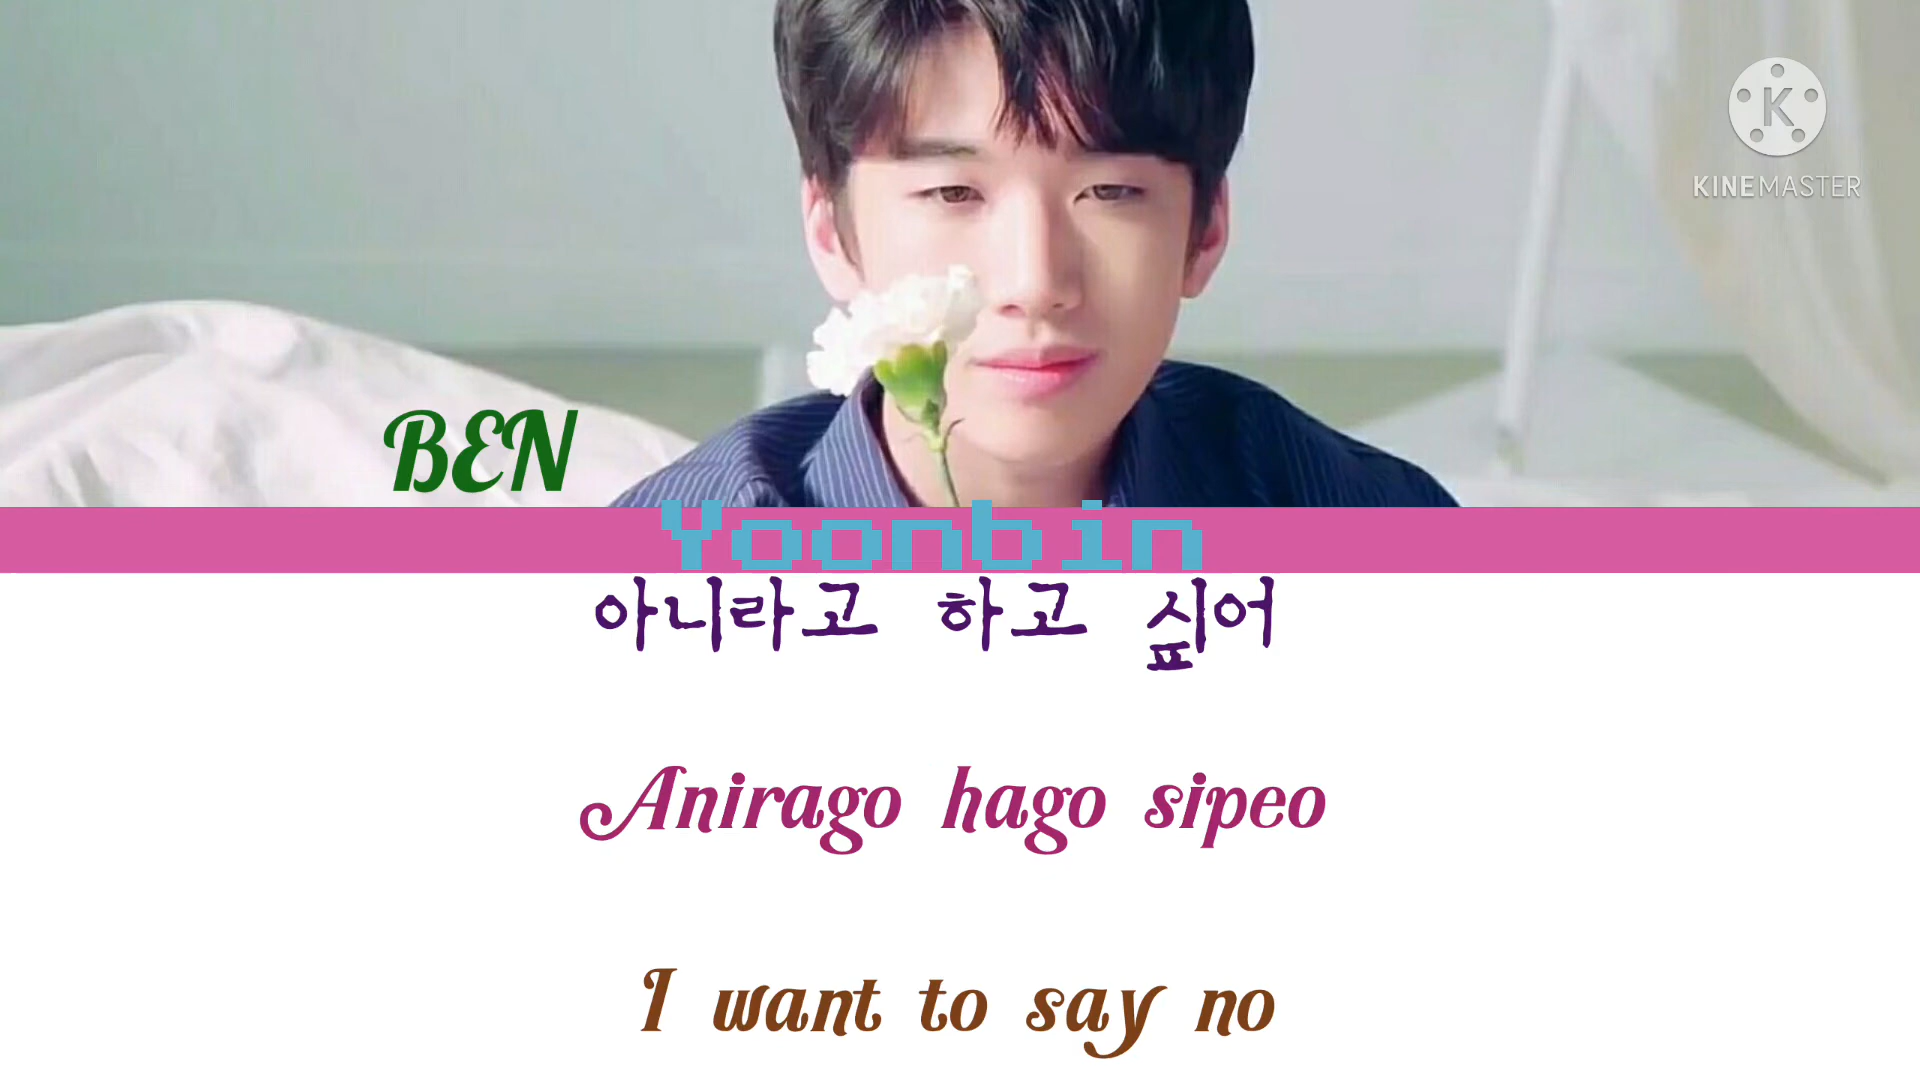 KINEMASTER
BEN
Yoonbin
아니라고 하고 싶어
Anirago hago sipeo
I want to say no